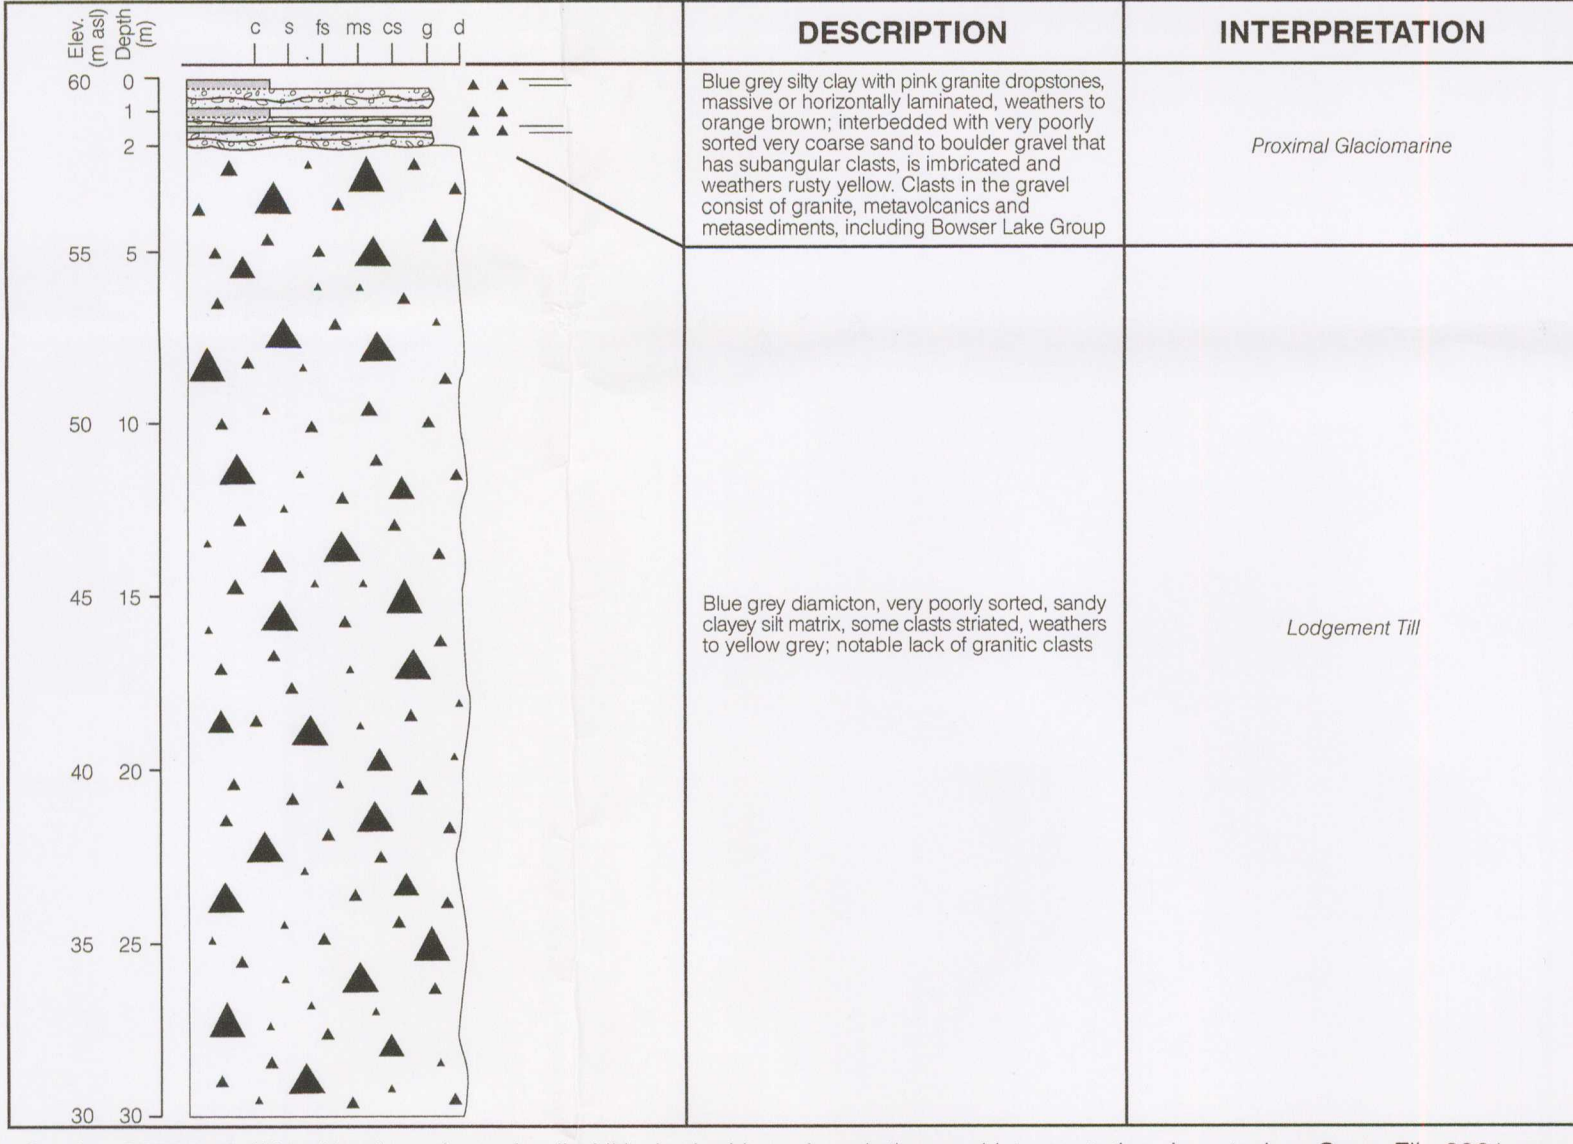 Elev. (m asl)
Depth (m)
c s fs ms cs g d
DESCRIPTION
INTERPRETATION
60 0
1
2
55 5
50 10
45 15
40 20
35 25
30 30
Blue grey silty clay with pink granite dropstones,
massive or horizontally laminated, weathers to
orange brown; interbedded with very poorly
sorted very coarse sand to boulder gravel that
has subangular clasts, is imbricated and
weathers rusty yellow. Clasts in the gravel
consist of granite, metavolcanics and
metasediments, including Bowser Lake Group
Proximal Glaciomarine
Blue grey diamicton, very poorly sorted, sandy
clayey silt matrix, some clasts striated, weathers
to yellow grey; notable lack of granitic clasts
Lodgement Till